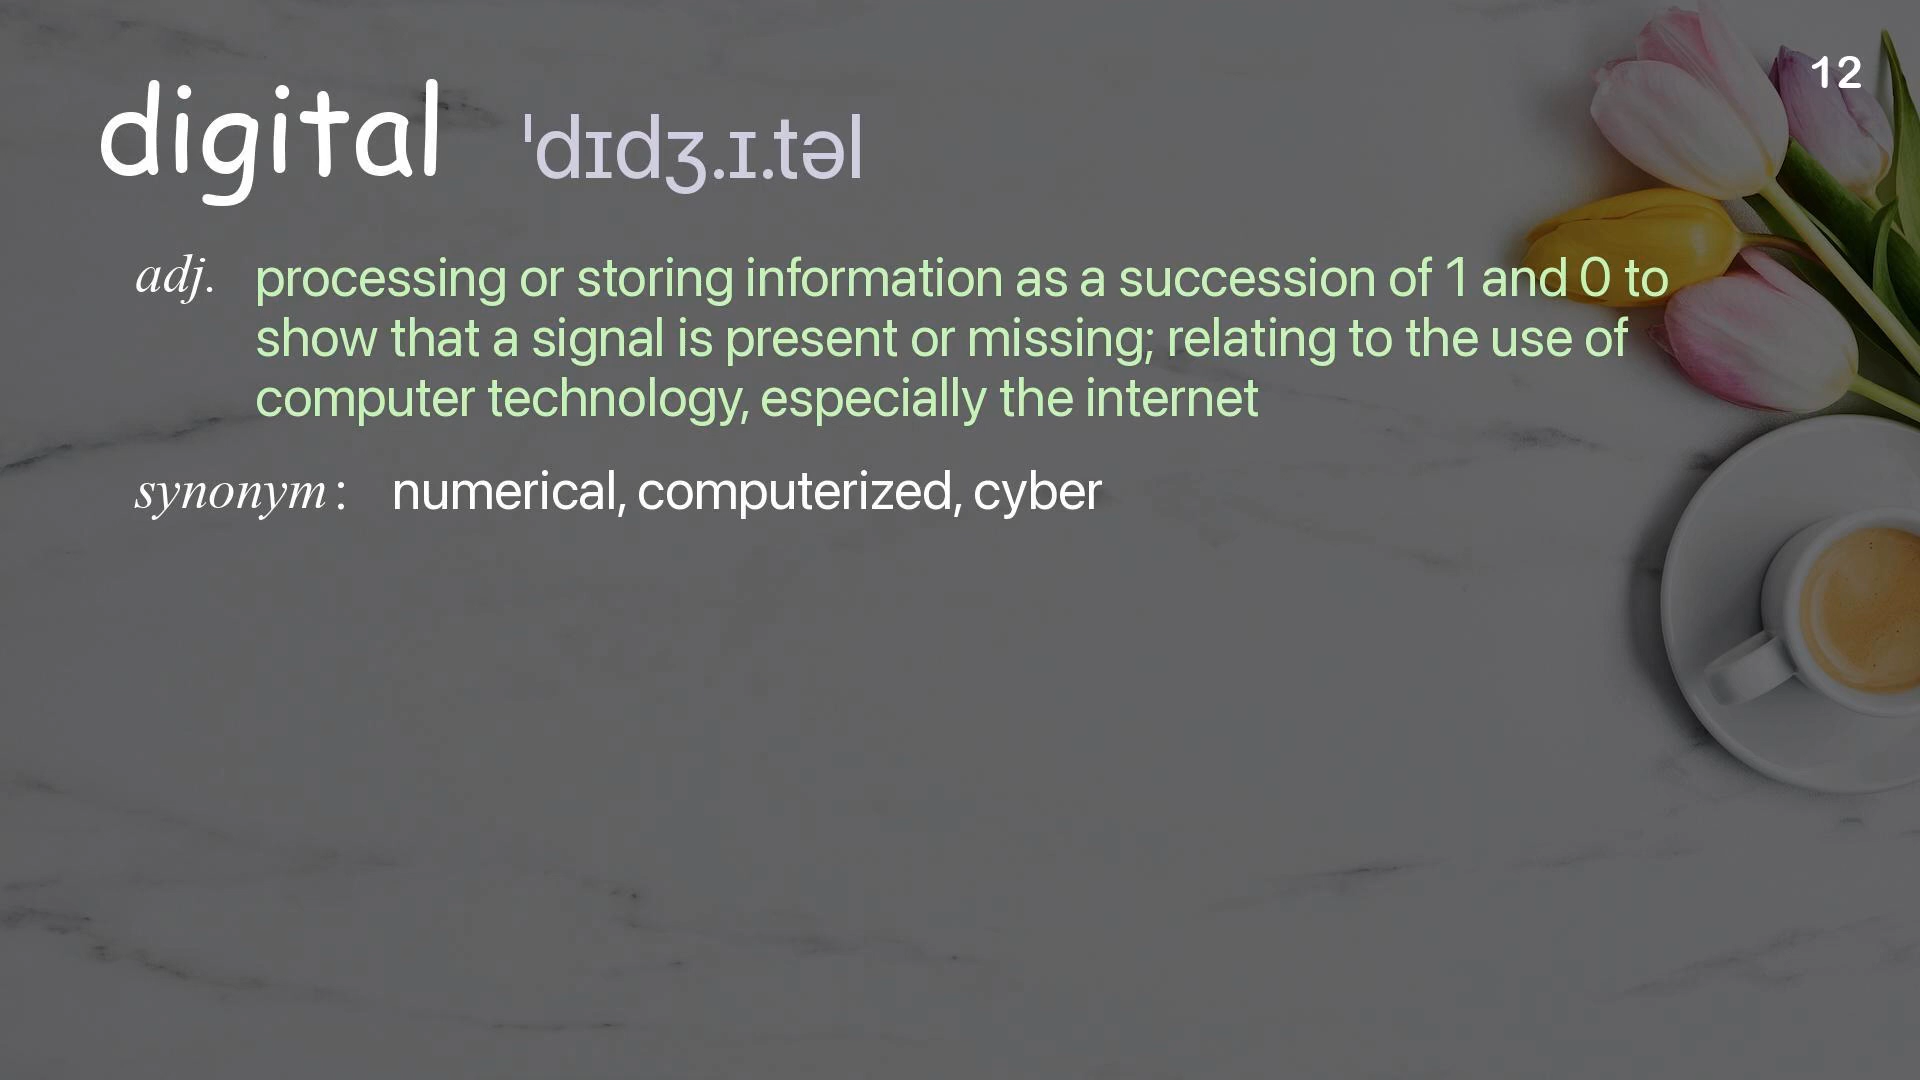 12
digital ˈdɪdʒ.ɪ.təl
adj. processing or storing information as a succession of 1 and 0 to
show that a signal is present or missing; relating to the use of
computer technology, especially the internet
synonym : numerical, computerized, cyber